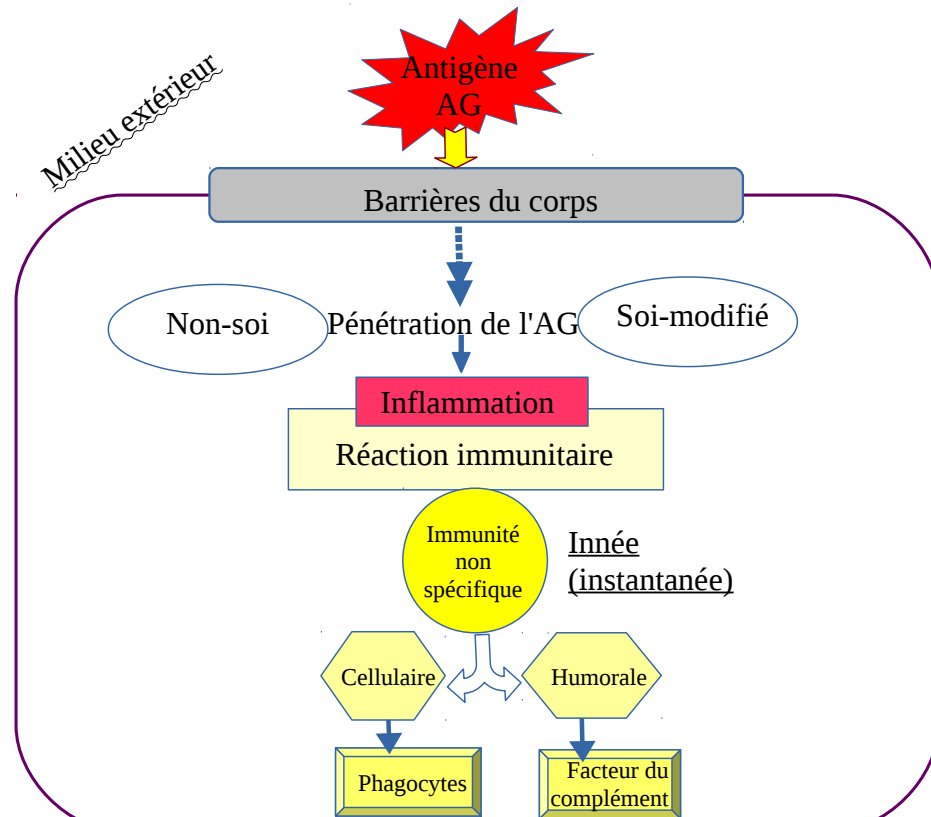 Antigène
AG
Milieu extérieur
Barrières du corps
Non-soi
Pénétration de l'AG
Soi-modifié
Inflammation
Réaction immunitaire
Immunité
non
spécifique
Innée
(instantanée)
Cellulaire
Humorale
Phagocytes
Facteur du
complément